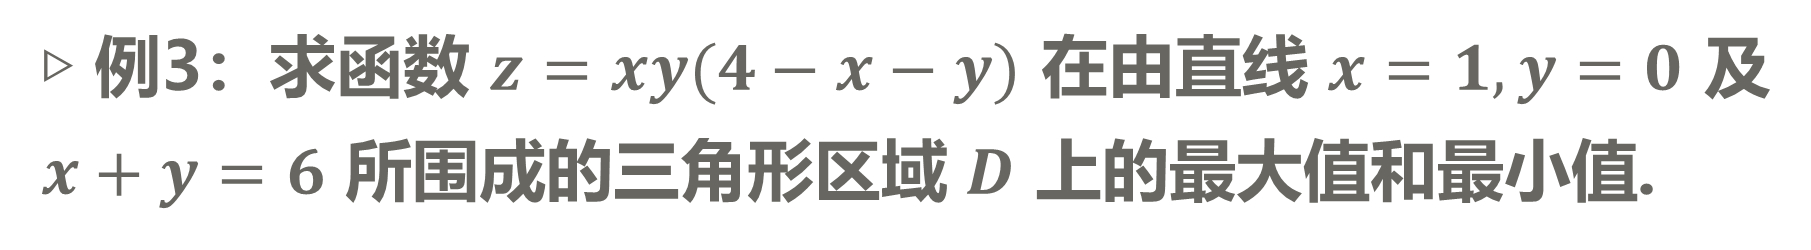 ▷ 例3：求函数 z = xy(4 − x − y) 在由直线 x = 1, y = 0 及
x + y = 6 所围成的三角形区域 D 上的最大值和最小值.